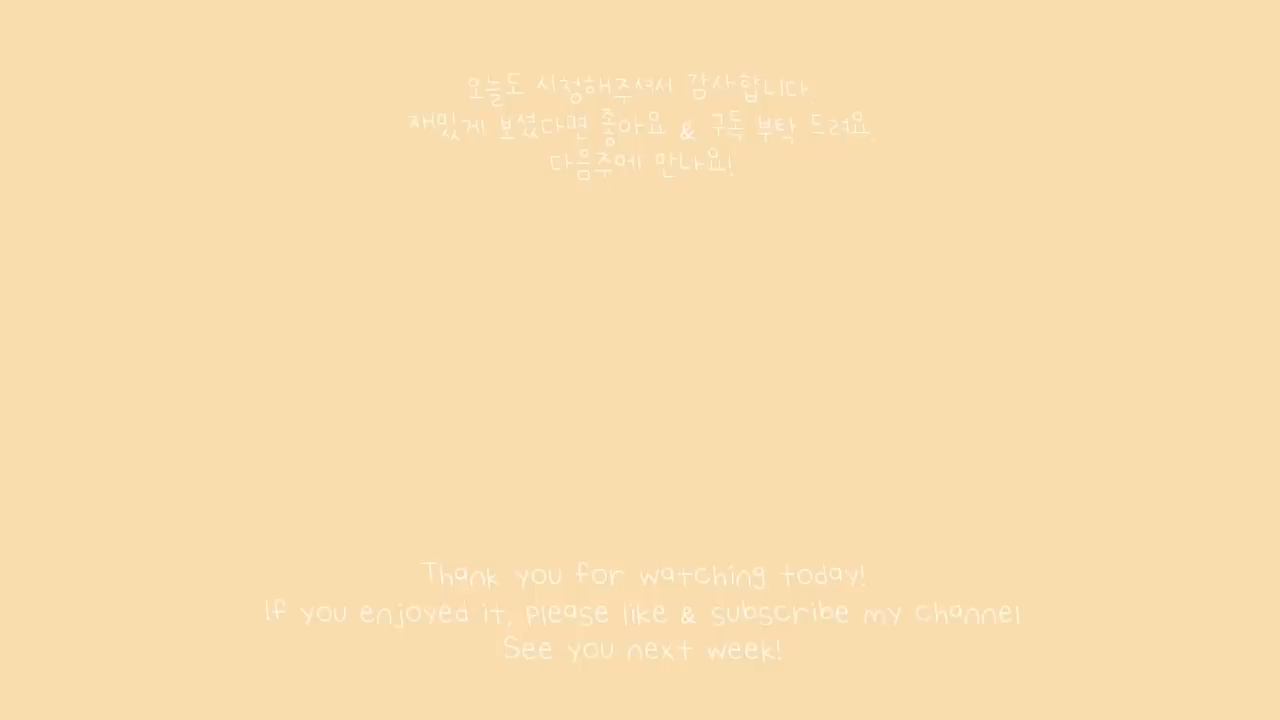 오늘도 시청해주셔서 감사합니다
재밌게 보셨다면 좋아요 & 구독 부탁 드려요
다음주에 만나요!
Thank you for watching today!
If you enjoyed it, please like & subscribe my channel
See you next week!